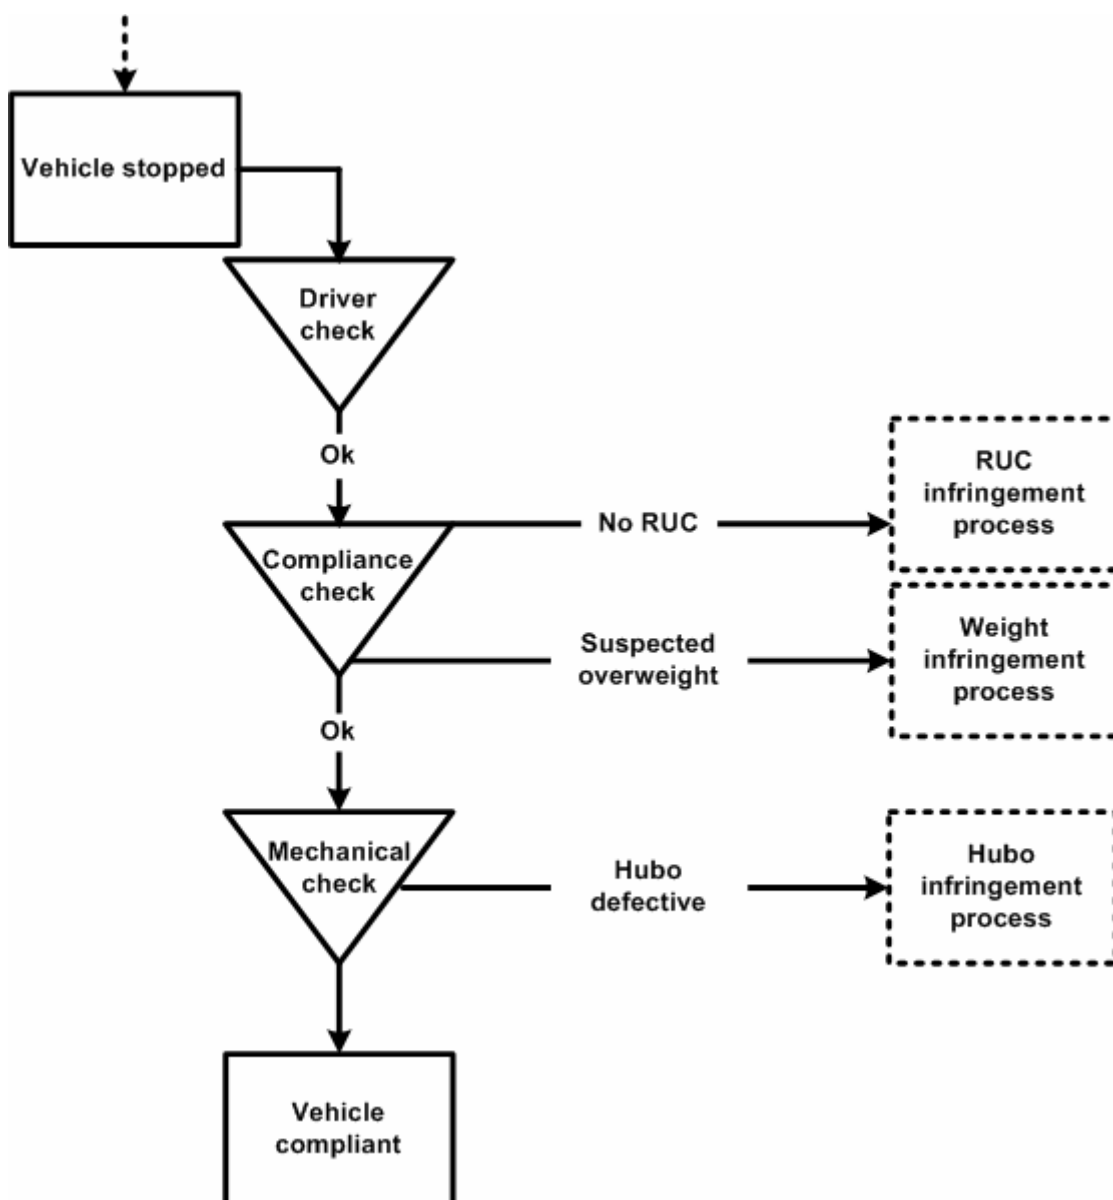 Vehicle stopped
Driver
check
Ok
No RUC
RUC
infringement
process
Compliance
check
Suspected
overweight
Weight
infringement
process
Ok
Mechanical
check
Hubo
defective
Hubo
infringement
process
Vehicle
compliant